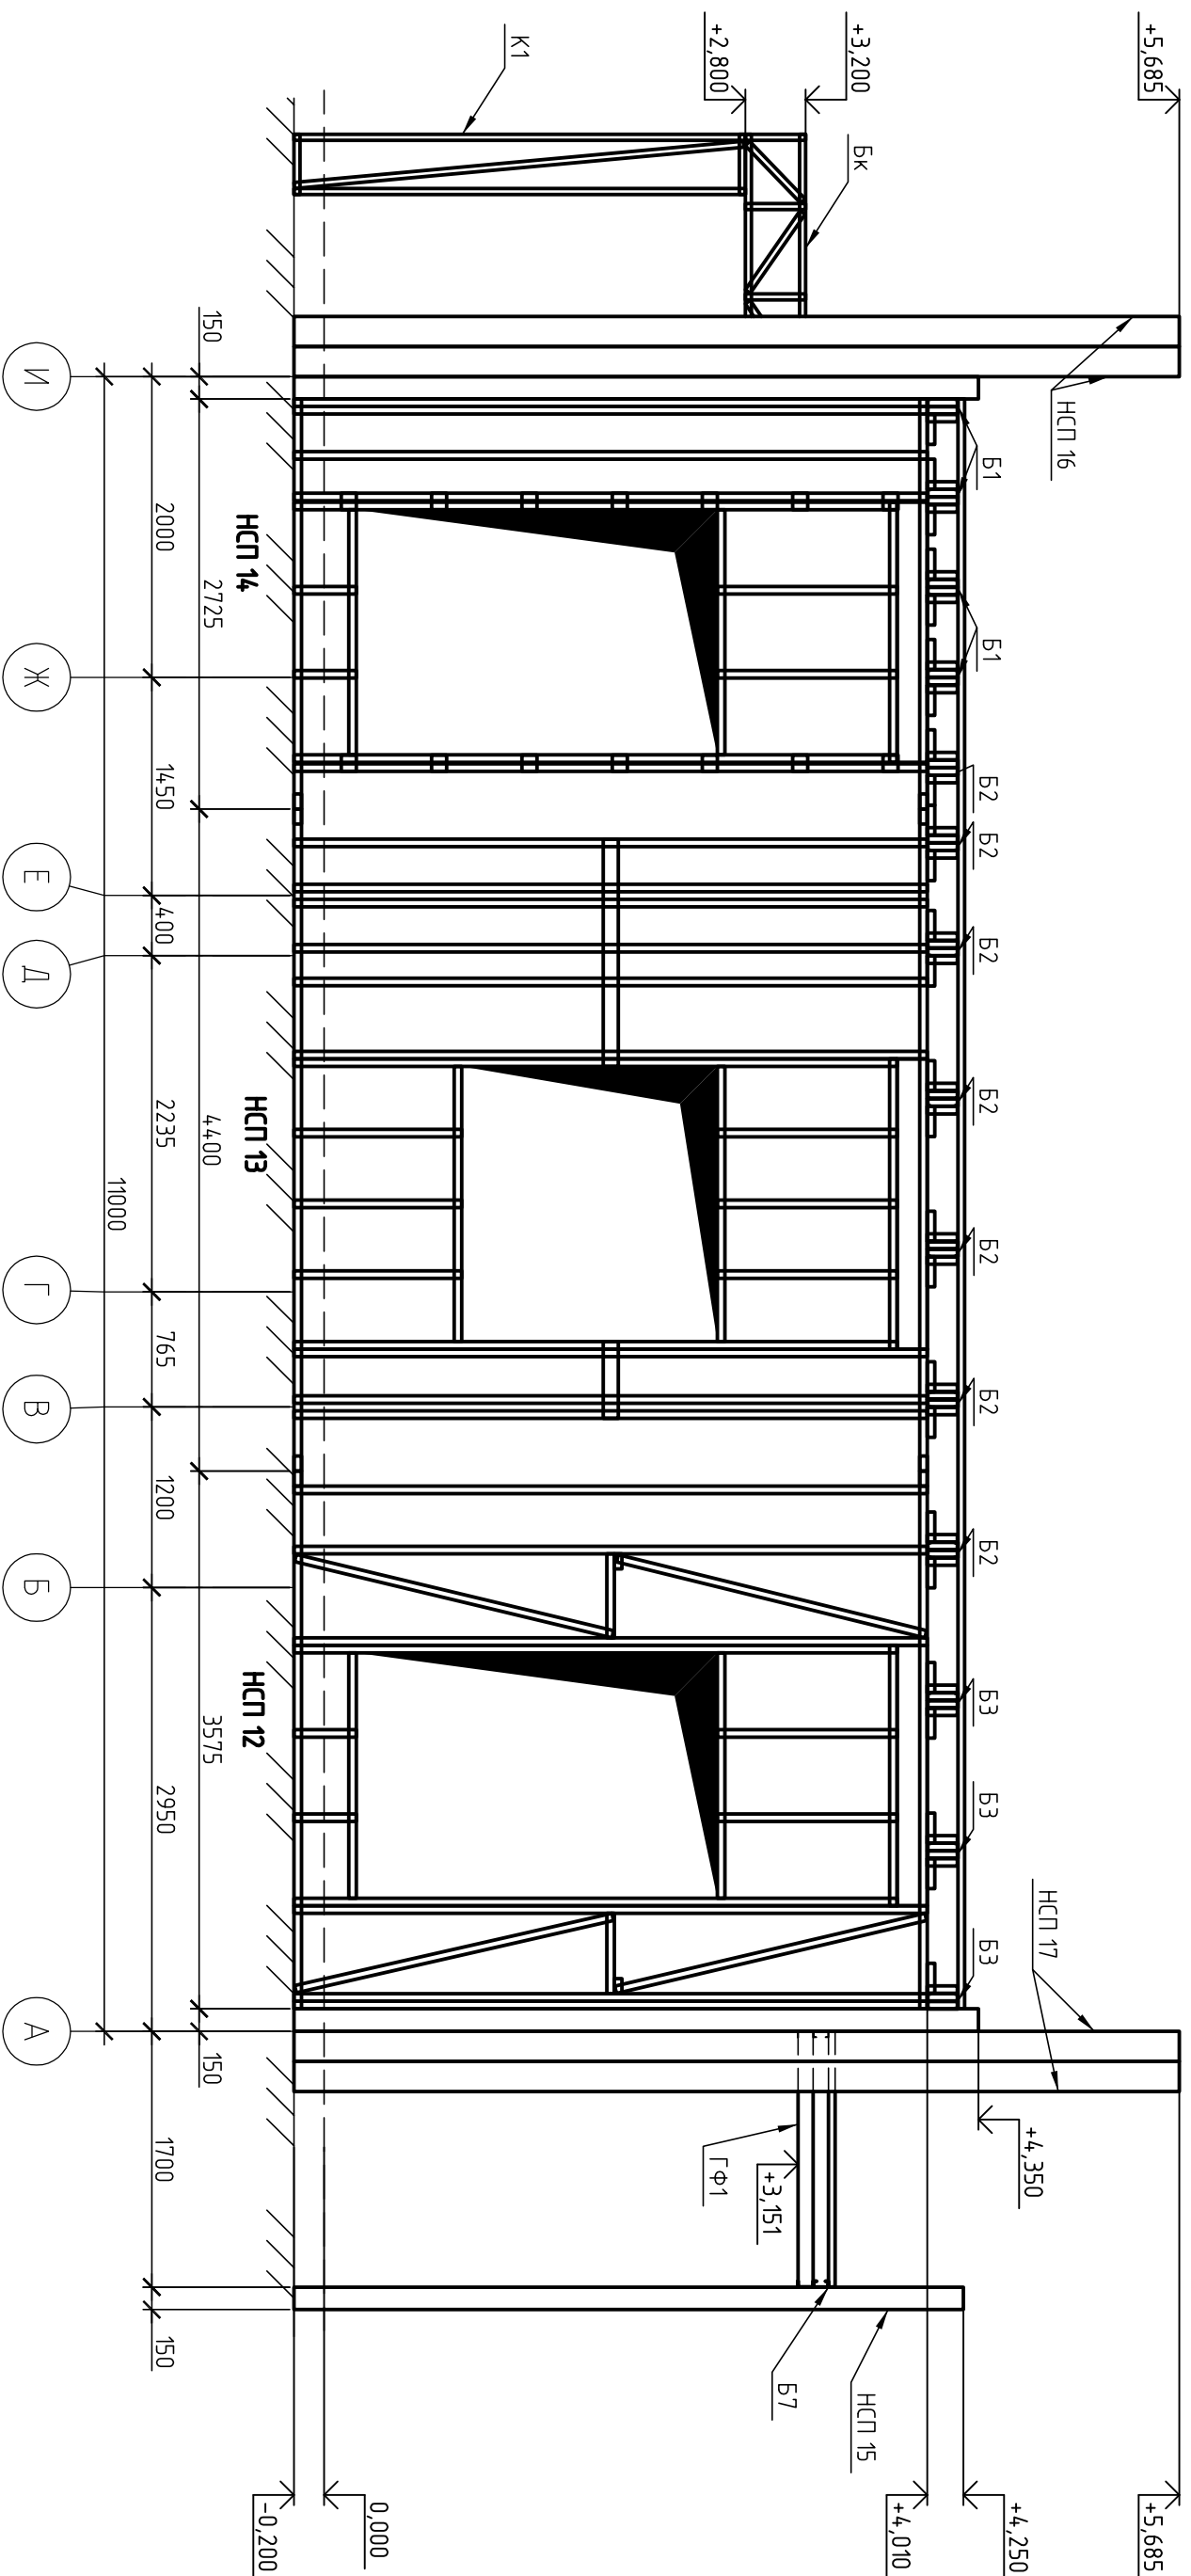 +5,685
+3,200
+2,800
К1
Бк
НСП 16
Б1
Б1
Б2
Б2
Б2
Б2
Б2
Б2
Б2
Б3
Б3
Б3
НСП 17
+4,350
+3,151
ГФ1
Б7
НСП 15
+5,685
+4,250
+4,010
0,000
-0,200
НСП 14
НСП 13
НСП 12
150
2725
4400
3575
150
2000
1450
400
2235
765
1200
2950
1700
150
11000
И
Ж
Е
Д
Г
В
Б
А